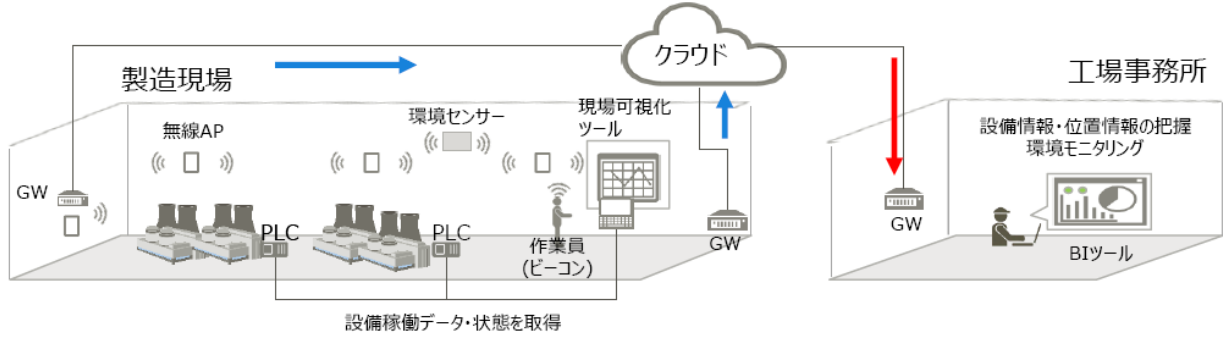 クラウド
製造現場
工場事務所
無線AP
環境センサー
現場可視化
ツール
設備情報・位置情報の把握
環境モニタリング
GW
PLC
PLC
作業員
(ビーコン)
GW
GW
BIツール
設備稼働データ・状態を取得